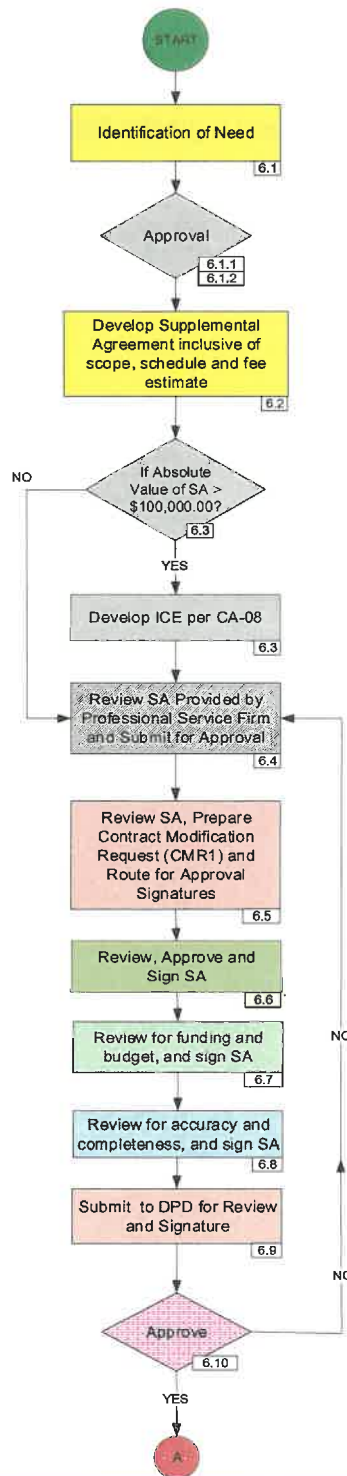 START
Identification of Need
6.1
Approval
6.1.1
6.1.2
Develop Supplemental
Agreement inclusive of
scope, schedule and fee
estimate
6.2
NO
If Absolute
Value of SA >
$100,000.00?
6.3
YES
Develop ICE per CA-08
6.3
Review SA Provided by
Professional Service Firm
and Submit for Approval
6.4
Review SA, Prepare
Contract Modification
Request (CMR1) and
Route for Approval
Signatures
6.5
Review, Approve and
Sign SA
6.6
NO
Review for funding and
budget, and sign SA
6.7
Review for accuracy and
completeness, and sign SA
6.8
Submit to DPD for Review
and Signature
6.9
NO
Approve
6.10
YES
A